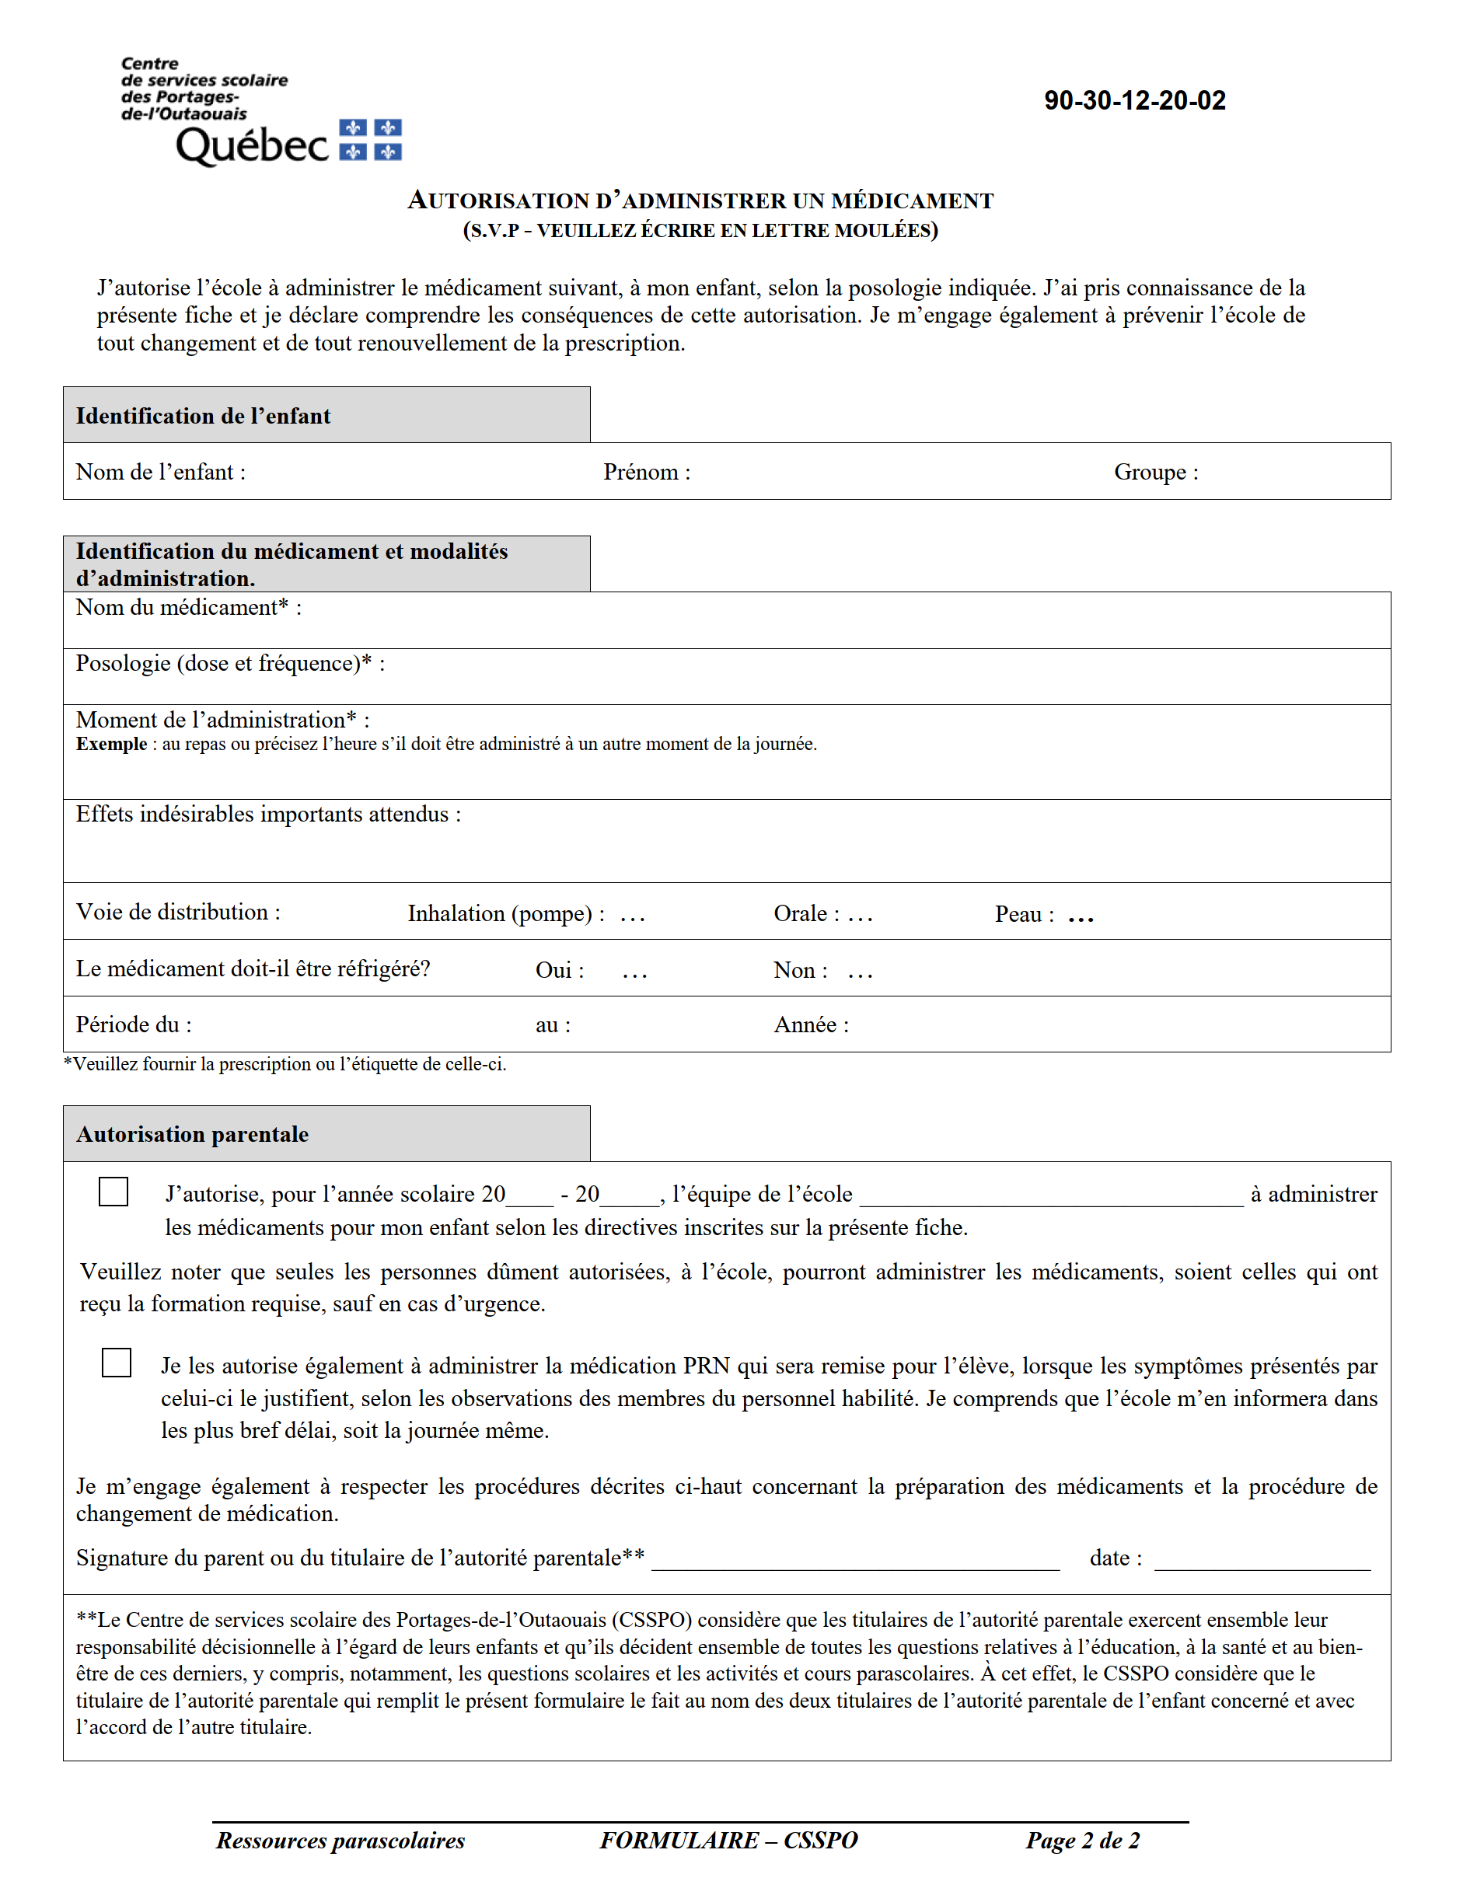 Centre
de services scolaire
des Portages-
de-l'Outaouais
Québec
90-30-12-20-02
AUTORISATION D’ADMINISTRER UN MÉDICAMENT
(S.V.P - VEUILLEZ ÉCRIRE EN LETTRE MOULÉES)
J’autorise l’école à administrer le médicament suivant, à mon enfant, selon la posologie indiquée. J’ai pris connaissance de la
présente fiche et je déclare comprendre les conséquences de cette autorisation. Je m’engage également à prévenir l’école de
tout changement et de tout renouvellement de la prescription.
Identification de l’enfant
Nom de l’enfant : Prénom : Groupe :
Identification du médicament et modalités
d’administration.
Nom du médicament* :
Posologie (dose et fréquence)* :
Moment de l’administration* :
Exemple : au repas ou précisez l’heure s’il doit être administré à un autre moment de la journée.
Effets indésirables importants attendus :
Voie de distribution : Inhalation (pompe) : … Orale : … Peau : …
Le médicament doit-il être réfrigéré? Oui : … Non : …
Période du : au : Année :
*Veuillez fournir la prescription ou l’étiquette de celle-ci.
Autorisation parentale
J’autorise, pour l’année scolaire 20____ - 20_____, l’équipe de l’école ________________________________ à administrer
les médicaments pour mon enfant selon les directives inscrites sur la présente fiche.
Veuillez noter que seules les personnes dûment autorisées, à l’école, pourront administrer les médicaments, soient celles qui ont
reçu la formation requise, sauf en cas d’urgence.
Je les autorise également à administrer la médication PRN qui sera remise pour l’élève, lorsque les symptômes présentés par
celui-ci le justifient, selon les observations des membres du personnel habilité. Je comprends que l’école m’en informera dans
les plus bref délai, soit la journée même.
Je m’engage également à respecter les procédures décrites ci-haut concernant la préparation des médicaments et la procédure de
changement de médication.
Signature du parent ou du titulaire de l’autorité parentale** __________________________________ date : __________________
**Le Centre de services scolaire des Portages-de-l’Outaouais (CSSPO) considère que les titulaires de l’autorité parentale exercent ensemble leur
responsabilité décisionnelle à l’égard de leurs enfants et qu’ils décident ensemble de toutes les questions relatives à l’éducation, à la santé et au bien-
être de ces derniers, y compris, notamment, les questions scolaires et les activités et cours parascolaires. À cet effet, le CSSPO considère que le
titulaire de l’autorité parentale qui remplit le présent formulaire le fait au nom des deux titulaires de l’autorité parentale de l’enfant concerné et avec
l’accord de l’autre titulaire.
Ressources parascolaires FORMULAIRE – CSSPO Page 2 de 2